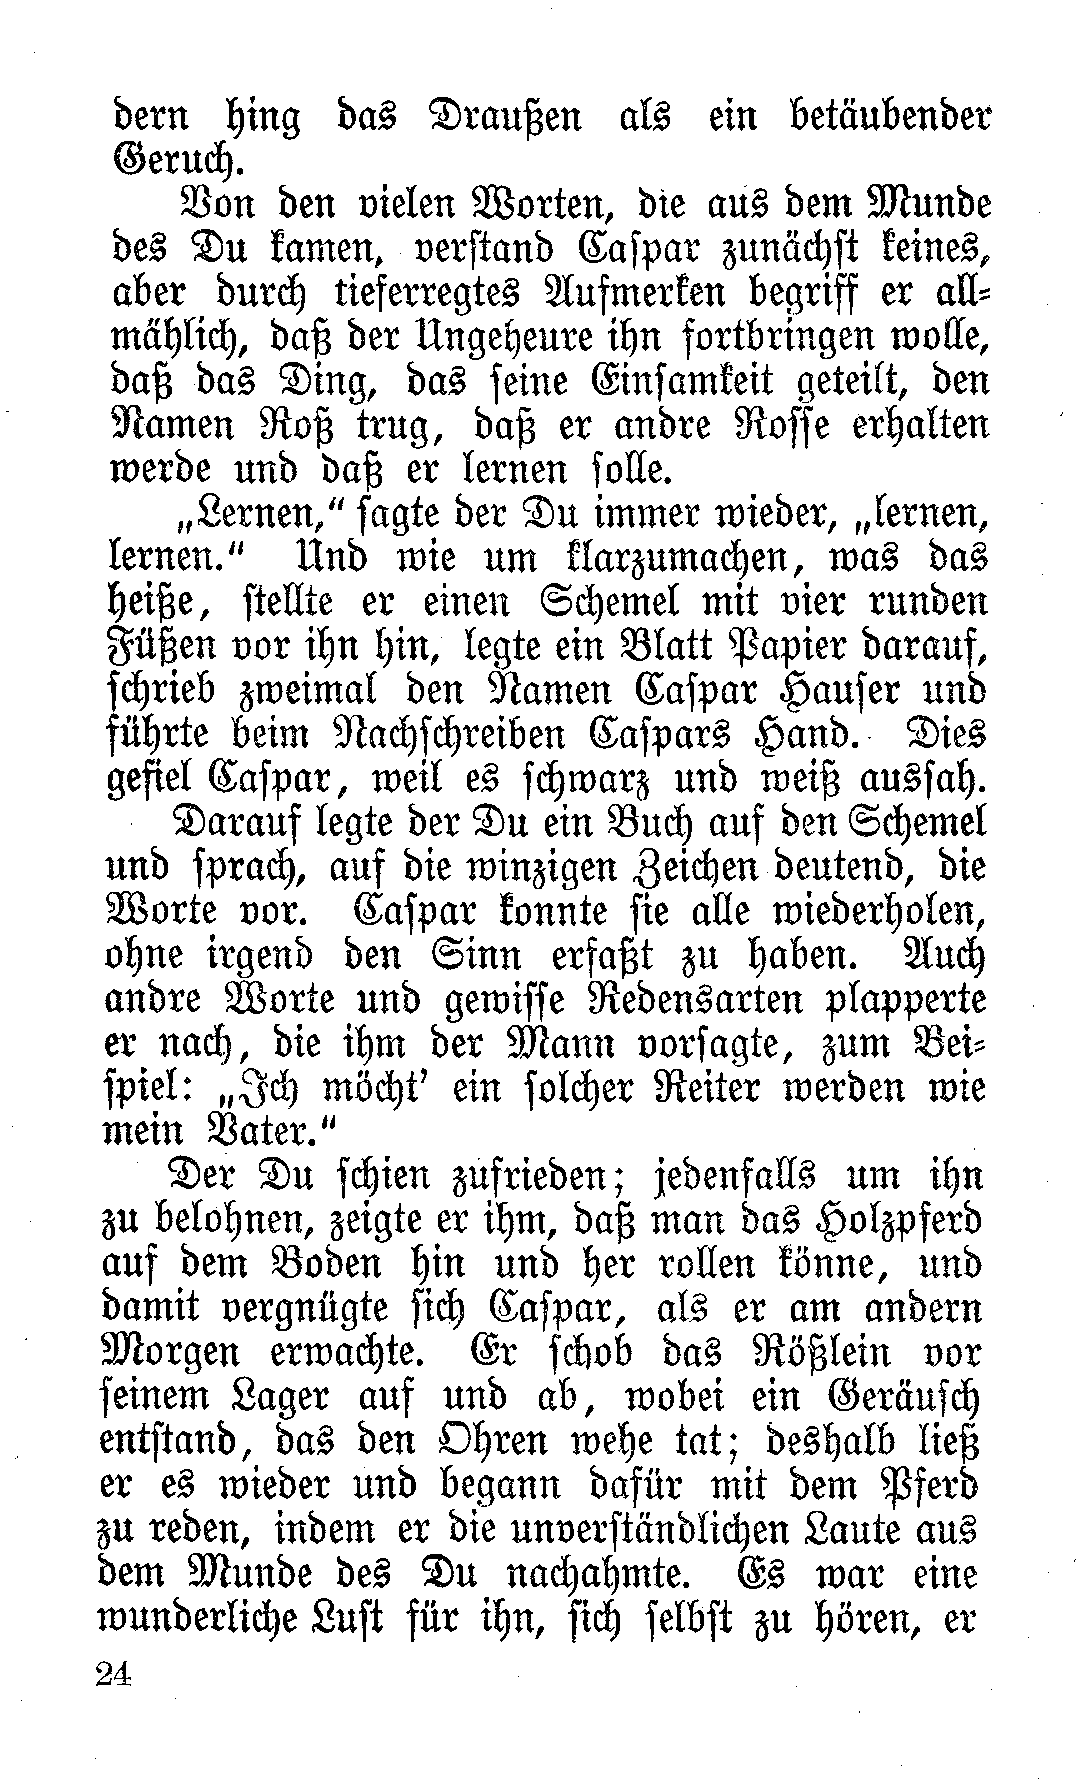 dern hing das Draußen als ein betäubender
Geruch.
Von den vielen Worten, die aus dem Munde
des Du kamen, verstand Caspar zunächst keines,
aber durch tieferregtes Aufmerken begriff er all-
mählich, daß der Ungeheure ihn fortbringen wolle,
daß das Ding, das seine Einsamkeit geteilt, den
Namen Roß trug, daß er andre Rosse erhalten
werde und daß er lernen solle.
„Lernen,“ sagte der Du immer wieder, „lernen,
lernen.“ Und wie um klarzumachen, was das
heiße, stellte er einen Schemel mit vier runden
Füßen vor ihn hin, legte ein Blatt Papier darauf,
schrieb zweimal den Namen Caspar Hauser und
führte beim Nachschreiben Caspars Hand. Dies
gefiel Caspar, weil es schwarz und weiß aussah.
Darauf legte der Du ein Buch auf den Schemel
und sprach, auf die winzigen Zeichen deutend, die
Worte vor. Caspar konnte sie alle wiederholen,
ohne irgend den Sinn erfaßt zu haben. Auch
andre Worte und gewisse Redensarten plapperte
er nach, die ihm der Mann vorsagte, zum Bei-
spiel: „Ich möcht’ ein solcher Reiter werden wie
mein Vater.“
Der Du schien zufrieden; jedenfalls um ihn
zu belohnen, zeigte er ihm, daß man das Holzpferd
auf dem Boden hin und her rollen könne, und
damit vergnügte sich Caspar, als er am andern
Morgen erwachte. Er schob das Rößlein vor
seinem Lager auf und ab, wobei ein Geräusch
entstand, das den Ohren wehe tat; deshalb ließ
er es wieder und begann dafür mit dem Pferd
zu reden, indem er die unverständlichen Laute aus
dem Munde des Du nachahmte. Es war eine
wunderliche Lust für ihn, sich selbst zu hören, er
24